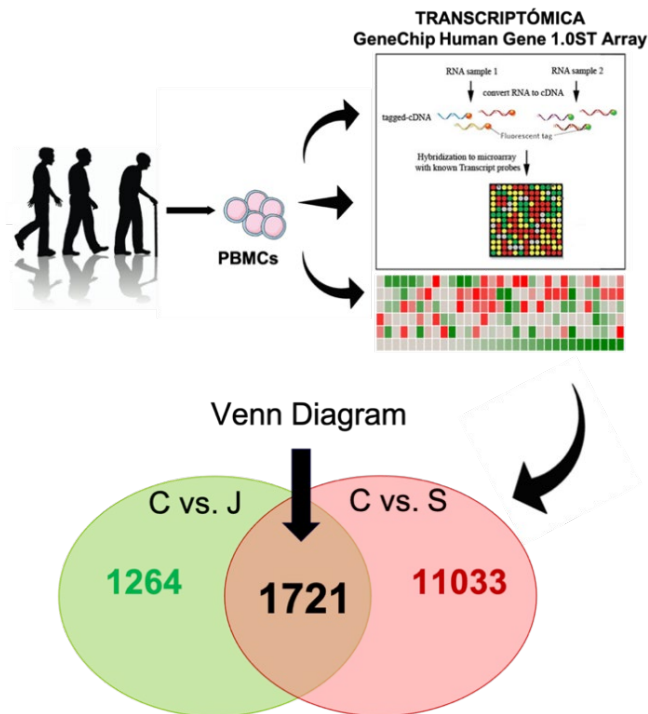 TRANSCRIPTÓMICA
GeneChip Human Gene 1.0ST Array
RNA sample 1
RNA sample 2
convert RNA to cDNA
tagged-cDNA
Fluorescent tag
Hybridization to microarray
with known Transcript probes
PBMCs
Venn Diagram
C vs. J
C vs. S
1264
1721
11033